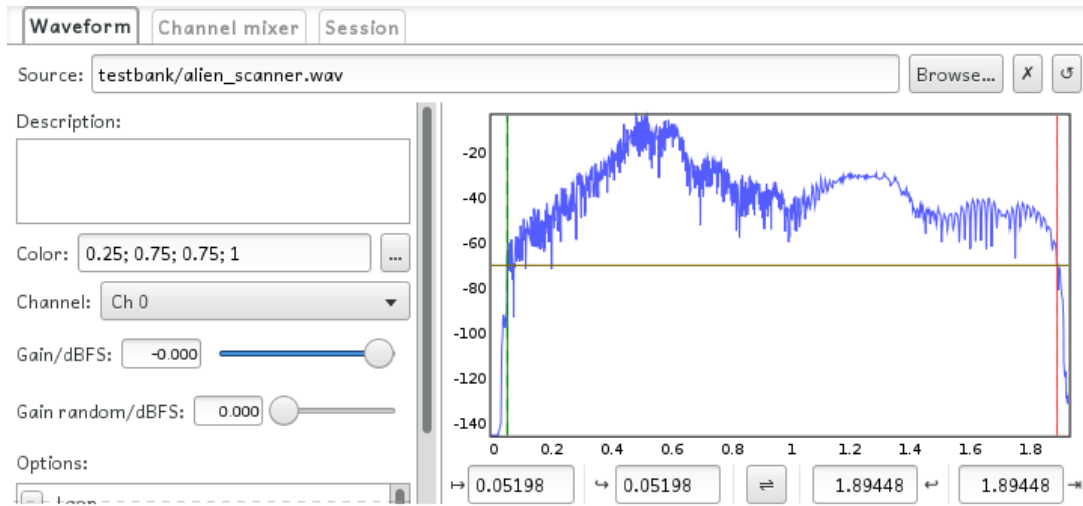 Waveform Channel mixer Session
Source: testbank/alien_scanner.wav Browse... ✗ ↺
Description:
Color: 0.25; 0.75; 0.75; 1 ...
Channel: Ch 0
Gain/dBFS: -0.000
Gain random/dBFS: 0.000
Options:
-20
-40
-60
-80
-100
-120
-140
0 0.2 0.4 0.6 0.8 1 1.2 1.4 1.6 1.8
↦ 0.05198 ↪ 0.05198 ⇌ 1.89448 ↩ 1.89448 ⇥